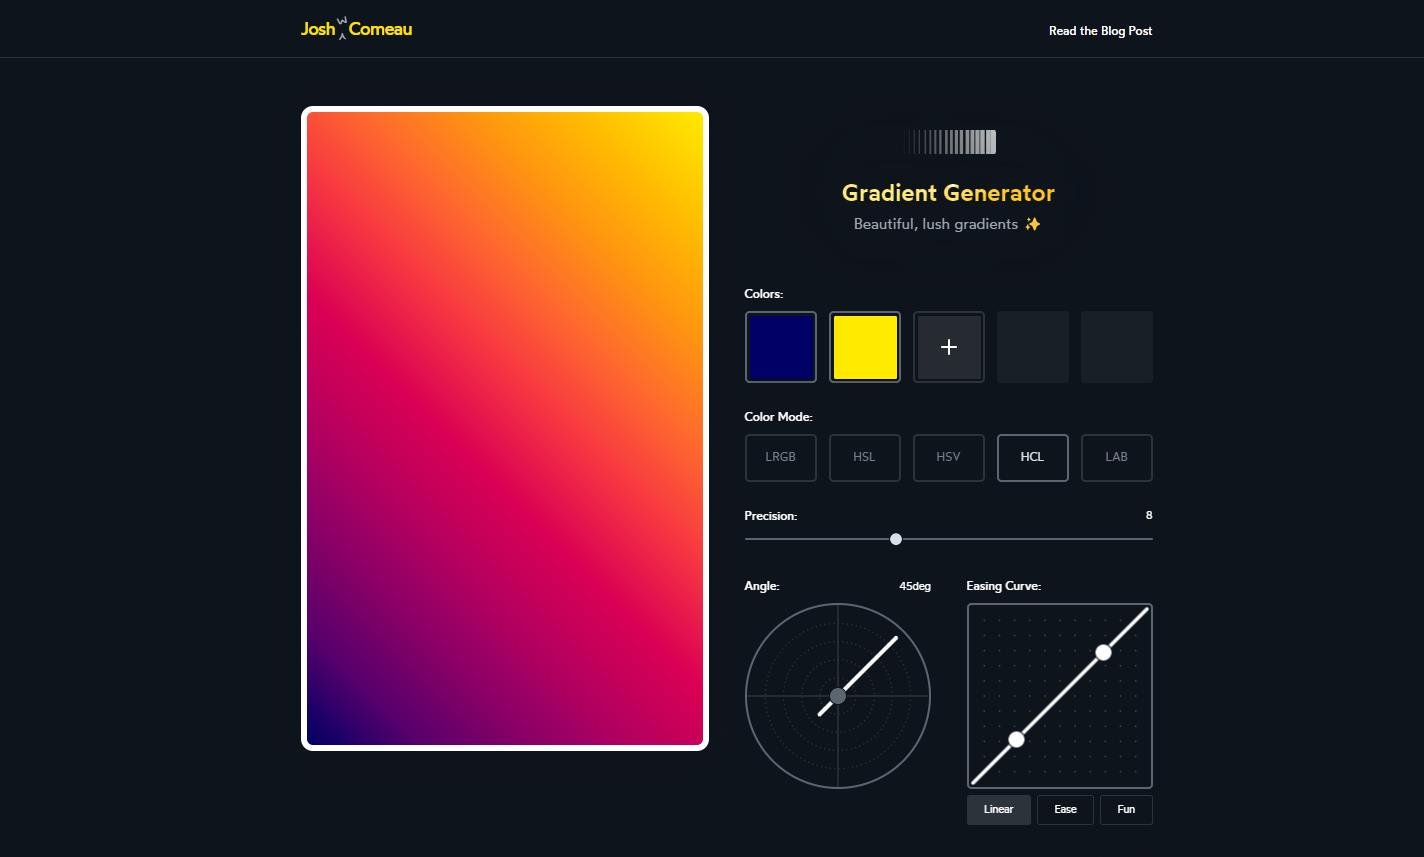 Josh W Comeau
Read the Blog Post
Gradient Generator
Beautiful, lush gradients ✨
Colors:
Color Mode:
LRGB HSL HSV HCL LAB
Precision: 8
Angle: 45deg
Easing Curve:
Linear Ease Fun